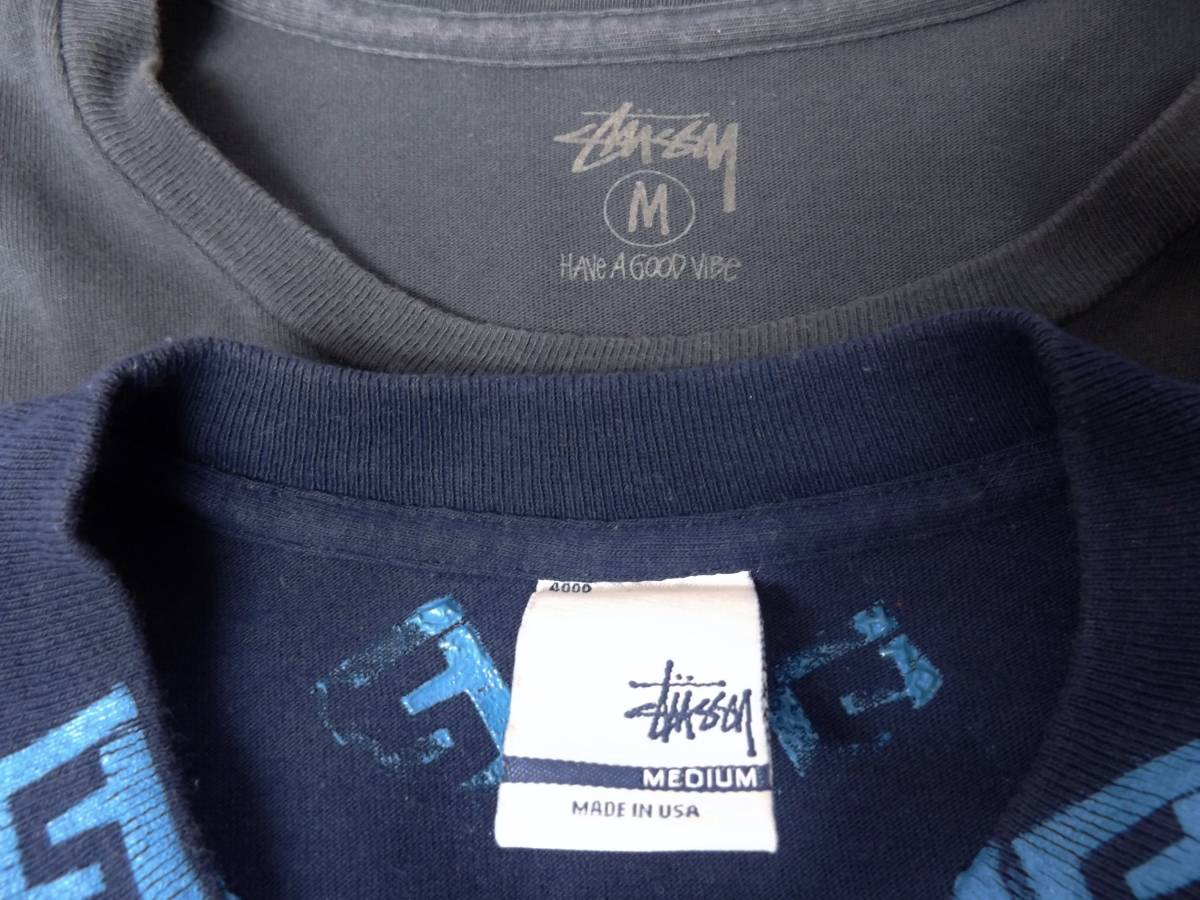 STÜSSY
M
HAVE A GOOD VIBE
4000
STÜSSY
MEDIUM
MADE IN USA